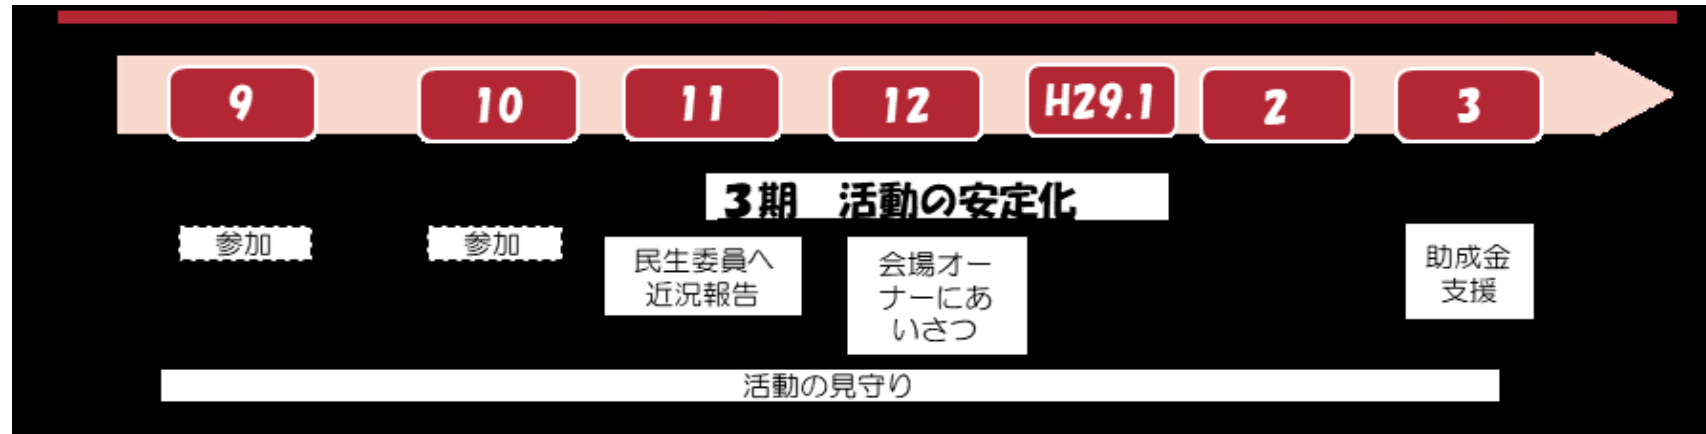 9 10 11 12 H29.1 2 3
3期　活動の安定化
参加
参加
民生委員へ
近況報告
会場オー
ナーにあ
いさつ
助成金
支援
活動の見守り